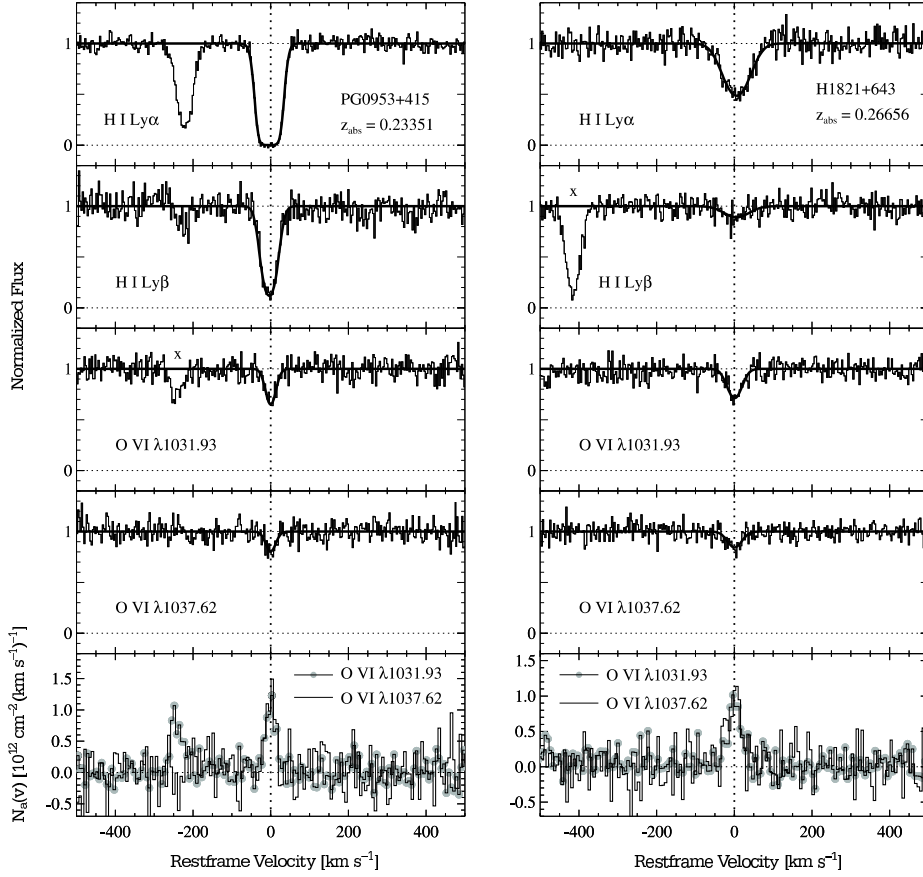 Normalized Flux
N_a(v) [10^12 cm^-2 (km s^-1)^-1]
1
0
H I Lyα
PG0953+415
z_abs = 0.23351
1
0
H I Lyβ
1
0
x
O VI λ1031.93
1
0
O VI λ1037.62
1.5
1.0
0.5
0.0
-0.5
O VI λ1031.93
O VI λ1037.62
-400 -200 0 200 400
Restframe Velocity [km s^-1]
1
0
H I Lyα
H1821+643
z_abs = 0.26656
1
0
x
H I Lyβ
1
0
O VI λ1031.93
1
0
O VI λ1037.62
1.5
1.0
0.5
0.0
-0.5
O VI λ1031.93
O VI λ1037.62
-400 -200 0 200 400
Restframe Velocity [km s^-1]